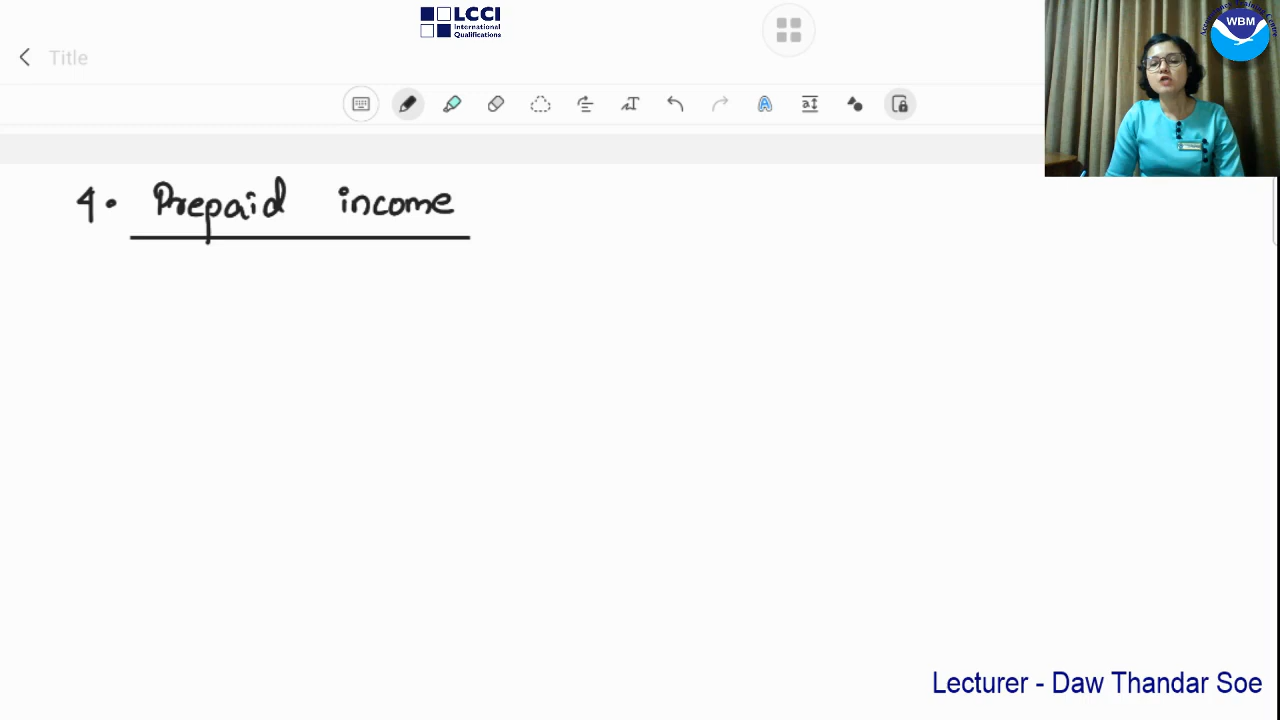 LCCI
International
Qualifications
WBM
Title
4. Prepaid income
Lecturer - Daw Thandar Soe